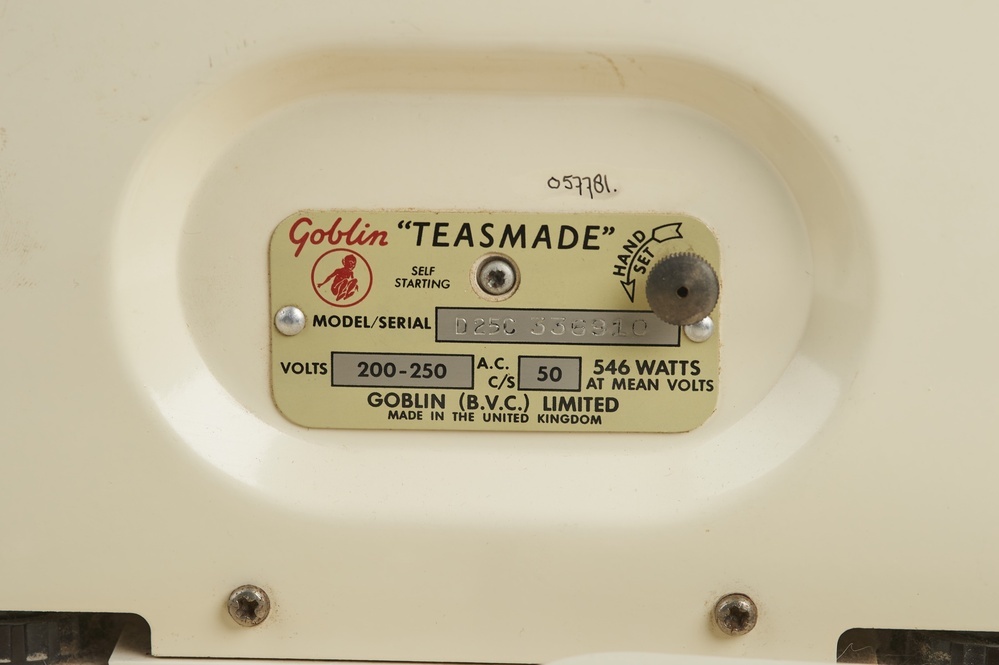 057781.
Goblin “TEASMADE”
HAND SET
SELF
STARTING
MODEL/SERIAL D25C 336910
VOLTS 200-250 A.C. C/S 50 546 WATTS
AT MEAN VOLTS
GOBLIN (B.V.C.) LIMITED
MADE IN THE UNITED KINGDOM